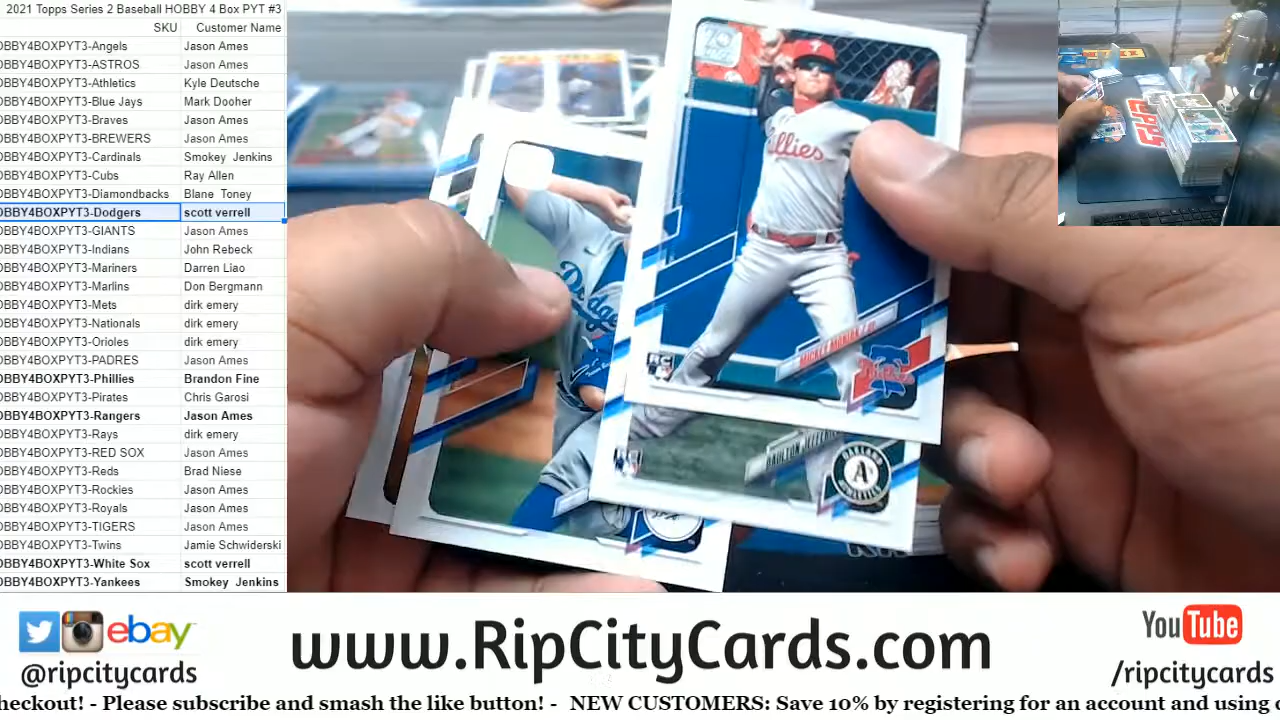 2021 Topps Series 2 Baseball HOBBY 4 Box PYT #3
SKU Customer Name
OBBY4BOXPYT3-Angels Jason Ames
OBBY4BOXPYT3-ASTROS Jason Ames
OBBY4BOXPYT3-Athletics Kyle Deutsche
OBBY4BOXPYT3-Blue Jays Mark Dooher
OBBY4BOXPYT3-Braves Jason Ames
OBBY4BOXPYT3-BREWERS Jason Ames
OBBY4BOXPYT3-Cardinals Smokey Jenkins
OBBY4BOXPYT3-Cubs Ray Allen
OBBY4BOXPYT3-Diamondbacks Blane Toney
OBBY4BOXPYT3-Dodgers scott verrell
OBBY4BOXPYT3-GIANTS Jason Ames
OBBY4BOXPYT3-Indians John Rebeck
OBBY4BOXPYT3-Mariners Darren Liao
OBBY4BOXPYT3-Marlins Don Bergmann
OBBY4BOXPYT3-Mets dirk emery
OBBY4BOXPYT3-Nationals dirk emery
OBBY4BOXPYT3-Orioles dirk emery
OBBY4BOXPYT3-PADRES Jason Ames
OBBY4BOXPYT3-Phillies Brandon Fine
OBBY4BOXPYT3-Pirates Chris Garosi
OBBY4BOXPYT3-Rangers Jason Ames
OBBY4BOXPYT3-Rays dirk emery
OBBY4BOXPYT3-RED SOX Jason Ames
OBBY4BOXPYT3-Reds Brad Niese
OBBY4BOXPYT3-Rockies Jason Ames
OBBY4BOXPYT3-Royals Jason Ames
OBBY4BOXPYT3-TIGERS Jason Ames
OBBY4BOXPYT3-Twins Jamie Schwiderski
OBBY4BOXPYT3-White Sox scott verrell
OBBY4BOXPYT3-Yankees Smokey Jenkins
Phillies
RC
Dodge
OAKLAND
A's
ATHLETICS
ebay
@ripcitycards
www.RipCityCards.com
YouTube
/ripcitycards
heckout! - Please subscribe and smash the like button! - NEW CUSTOMERS: Save 10% by registering for an account and using